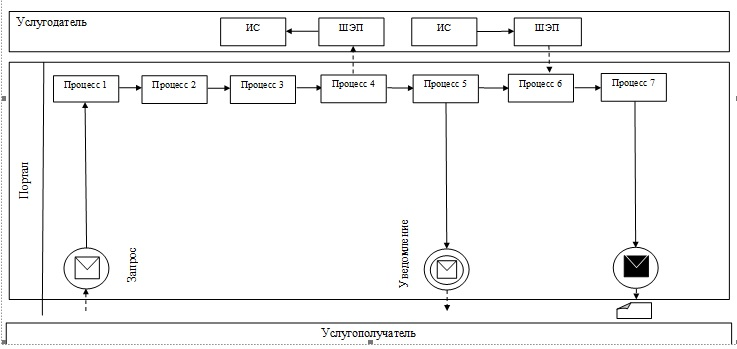 Услугодатель
ИС
ШЭП
ИС
ШЭП
Процесс 1
Процесс 2
Процесс 3
Процесс 4
Процесс 5
Процесс 6
Процесс 7
Портал
Запрос
Уведомление
Услугополучатель